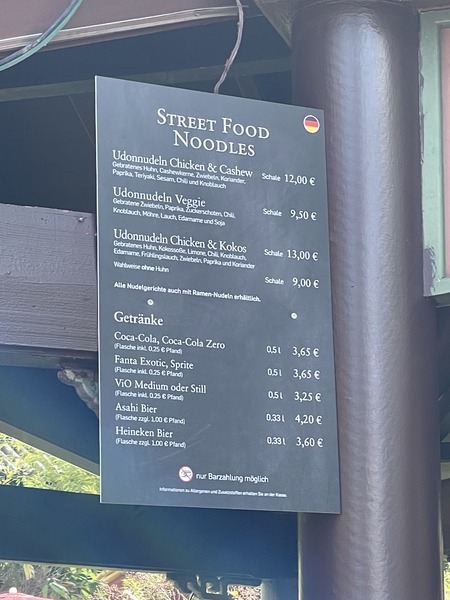 STREET FOOD
NOODLES
Udonnudeln Chicken & Cashew
Schale 12,00 €
Gebratenes Huhn, Cashewkerne, Zwiebeln, Koriander,
Paprika, Teriyaki, Sesam, Chili und Knoblauch
Udonnudeln Veggie
Schale 9,50 €
Gebratene Zwiebeln, Paprika, Zuckerschoten, Chili,
Knoblauch, Möhre, Lauch, Edamame und Soja
Udonnudeln Chicken & Kokos
Schale 13,00 €
Gebratenes Huhn, Kokossoße, Limone, Chili, Knoblauch,
Edamame, Frühlingslauch, Zwiebeln, Paprika und Koriander
Wahlweise ohne Huhn
Schale 9,00 €
Alle Nudelgerichte auch mit Ramen-Nudeln erhältlich.
Getränke
Coca-Cola, Coca-Cola Zero 0,5 l 3,65 €
(Flasche inkl. 0,25 € Pfand)
Fanta Exotic, Sprite 0,5 l 3,65 €
(Flasche inkl. 0.25 € Pfand)
ViO Medium oder Still 0,5 l 3,25 €
(Flasche inkl. 0.25 € Pfand)
Asahi Bier 0,33 l 4,20 €
(Flasche zzgl. 1.00 € Pfand)
Heineken Bier 0,33 l 3,60 €
(Flasche zzgl. 1.00 € Pfand)
nur Barzahlung möglich
Informationen zu Allergenen und Zusatzstoffen erhalten Sie an der Kasse.